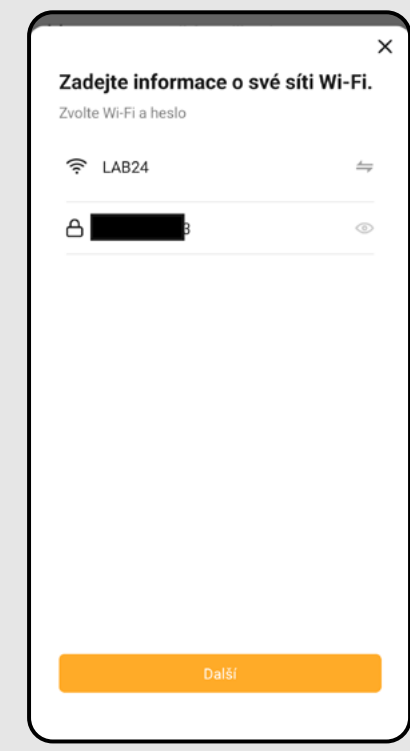 Zadejte informace o své síti Wi-Fi.
Zvolte Wi-Fi a heslo
LAB24
Další